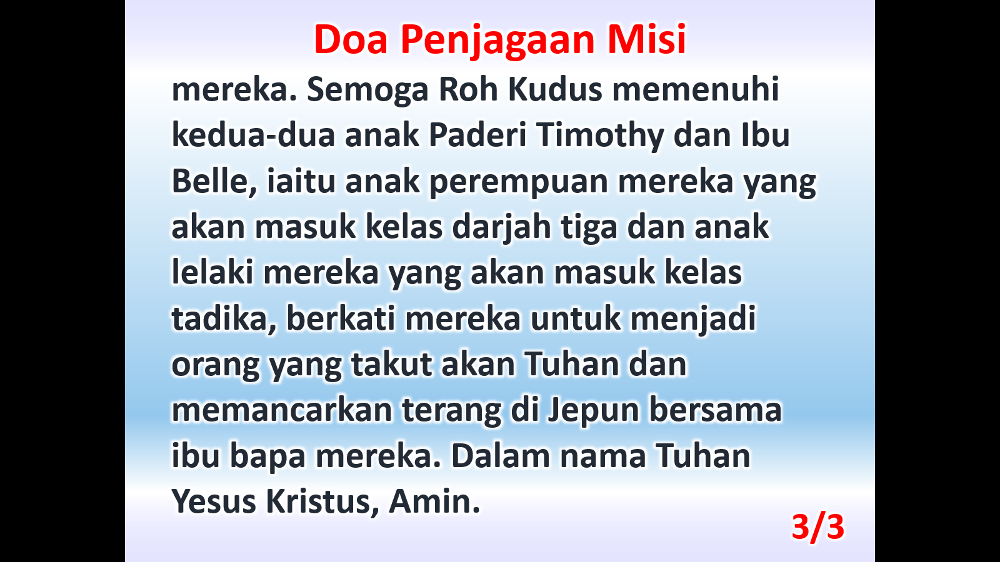 Doa Penjagaan Misi
mereka. Semoga Roh Kudus memenuhi
kedua-dua anak Paderi Timothy dan Ibu
Belle, iaitu anak perempuan mereka yang
akan masuk kelas darjah tiga dan anak
lelaki mereka yang akan masuk kelas
tadika, berkati mereka untuk menjadi
orang yang takut akan Tuhan dan
memancarkan terang di Jepun bersama
ibu bapa mereka. Dalam nama Tuhan
Yesus Kristus, Amin.
3/3